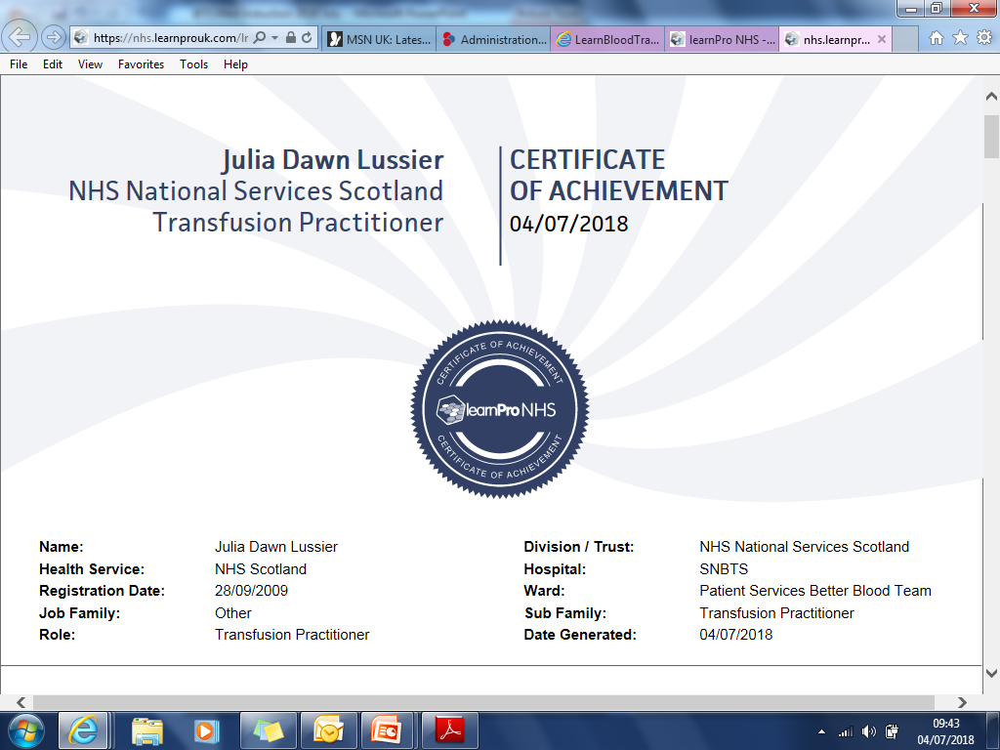 https://nhs.learnprouk.com/lr
MSN UK: Lates...
Administration...
LearnBloodTra...
learnPro NHS -...
nhs.learnpr...
File Edit View Favorites Tools Help
Julia Dawn Lussier
NHS National Services Scotland
Transfusion Practitioner
CERTIFICATE
OF ACHIEVEMENT
04/07/2018
CERTIFICATE OF ACHIEVEMENT
learnPro NHS
CERTIFICATE OF ACHIEVEMENT
Name: Julia Dawn Lussier Division / Trust: NHS National Services Scotland
Health Service: NHS Scotland Hospital: SNBTS
Registration Date: 28/09/2009 Ward: Patient Services Better Blood Team
Job Family: Other Sub Family: Transfusion Practitioner
Role: Transfusion Practitioner Date Generated: 04/07/2018
09:43
04/07/2018